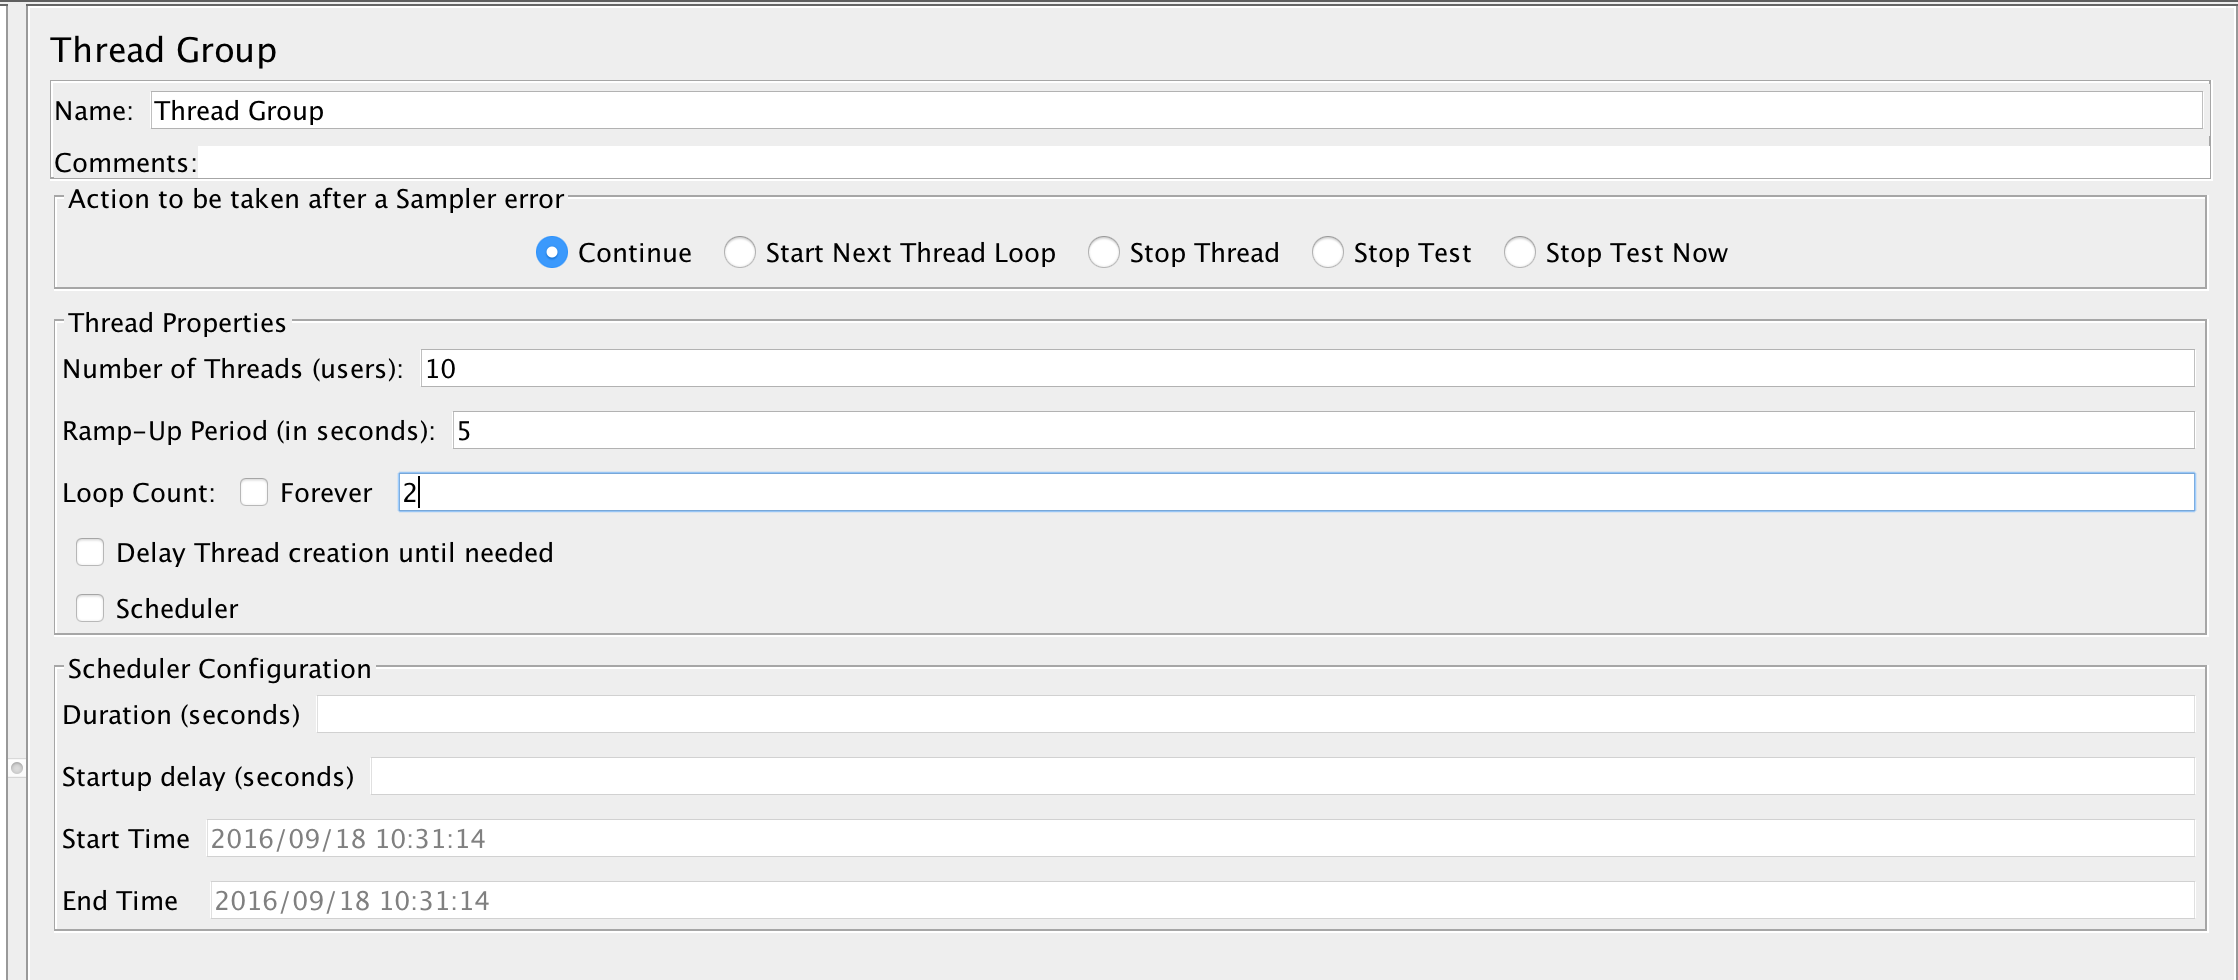 Thread Group
Name: Thread Group
Comments:
Action to be taken after a Sampler error
Continue Start Next Thread Loop Stop Thread Stop Test Stop Test Now
Thread Properties
Number of Threads (users): 10
Ramp-Up Period (in seconds): 5
Loop Count: Forever 2
Delay Thread creation until needed
Scheduler
Scheduler Configuration
Duration (seconds)
Startup delay (seconds)
Start Time 2016/09/18 10:31:14
End Time 2016/09/18 10:31:14